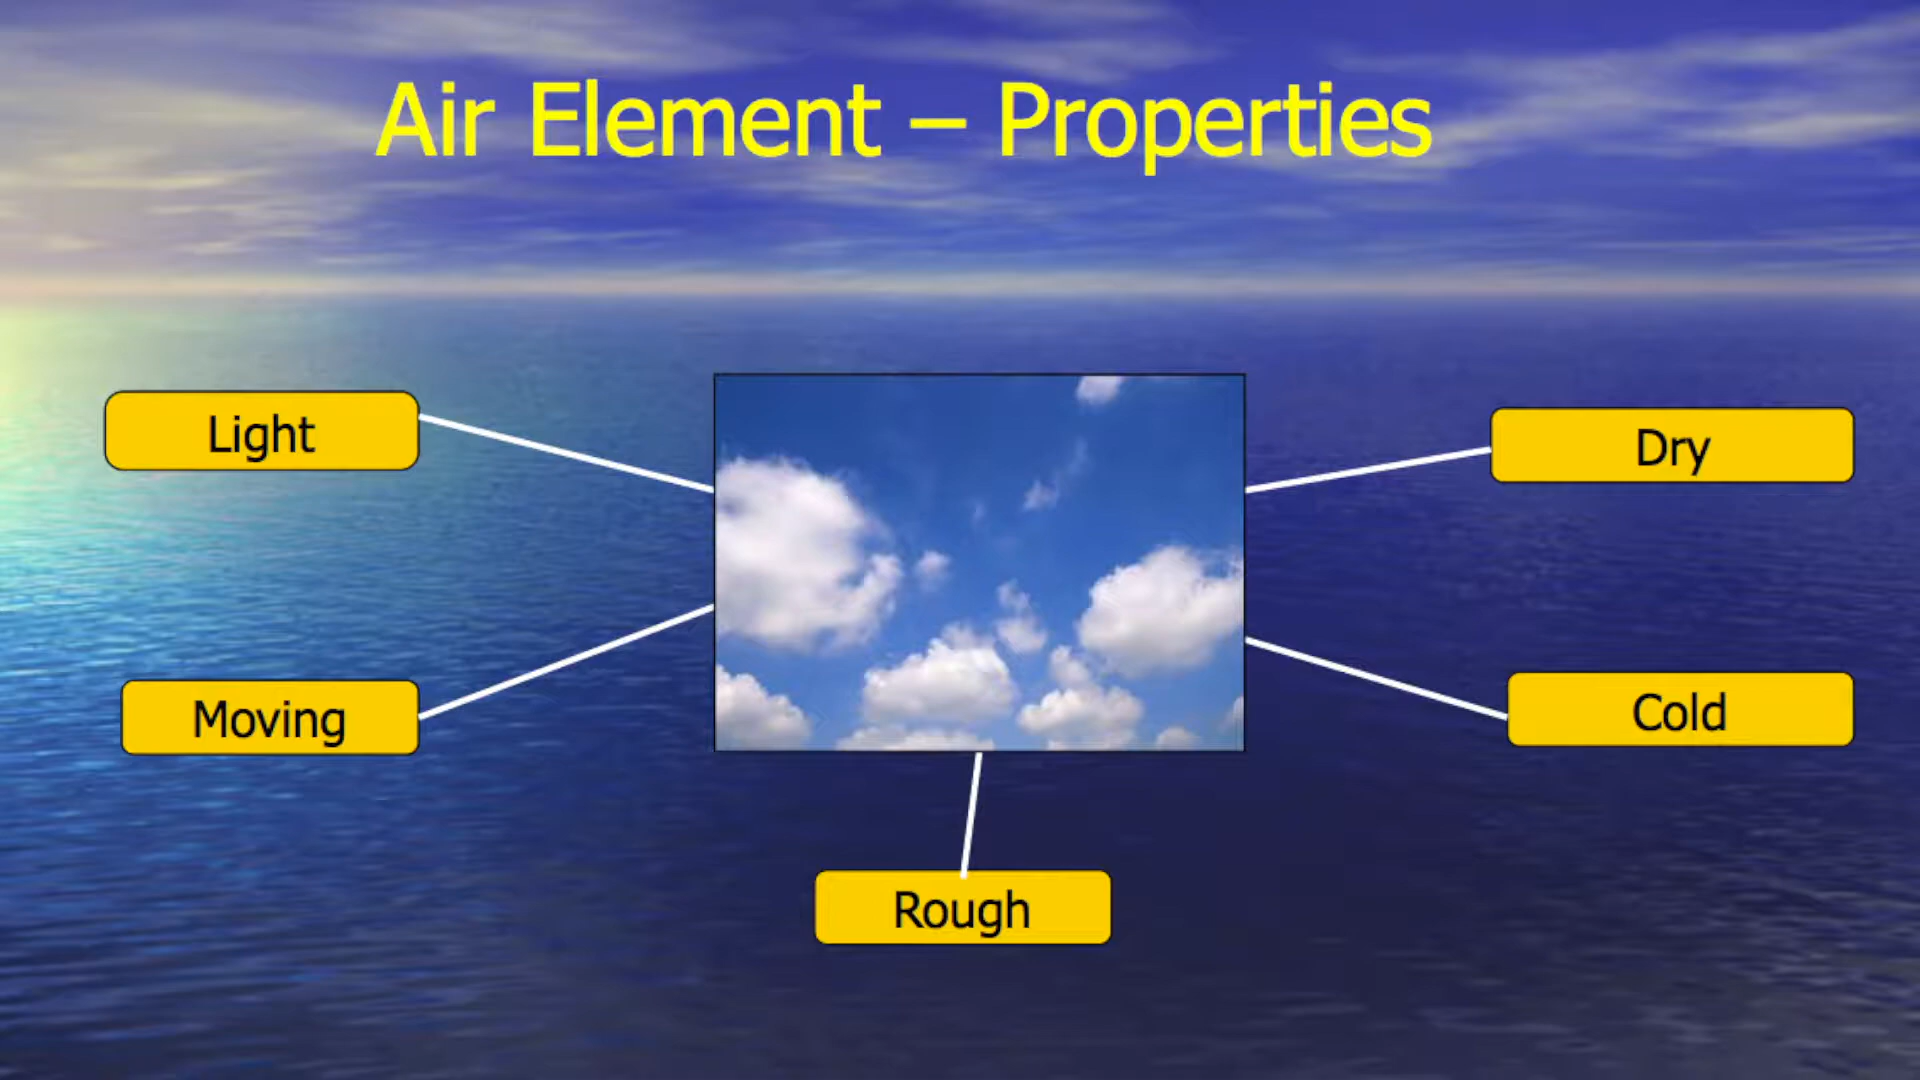 Air Element – Properties
Light
Dry
Moving
Cold
Rough